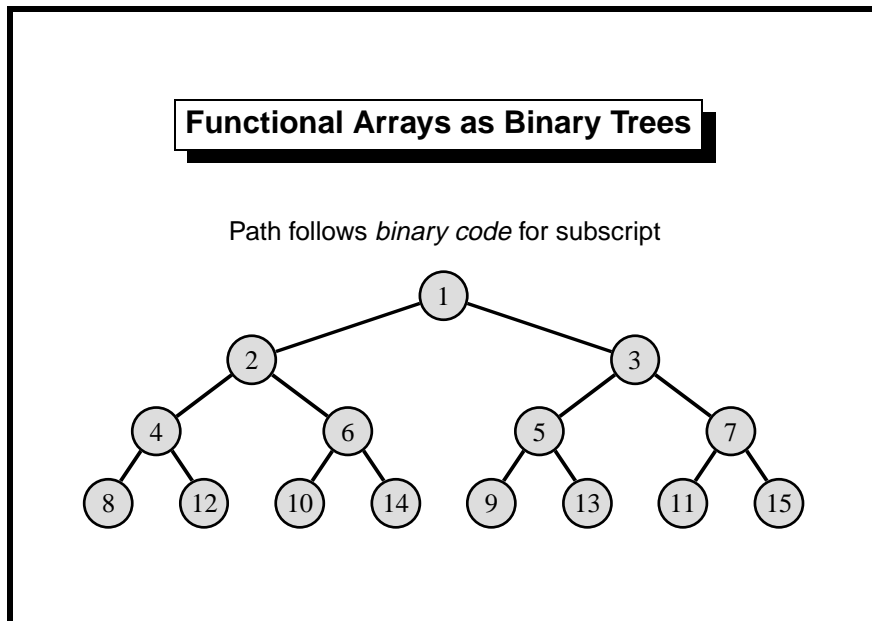 Functional Arrays as Binary Trees
Path follows binary code for subscript
1
2 3
4 6 5 7
8 12 10 14 9 13 11 15